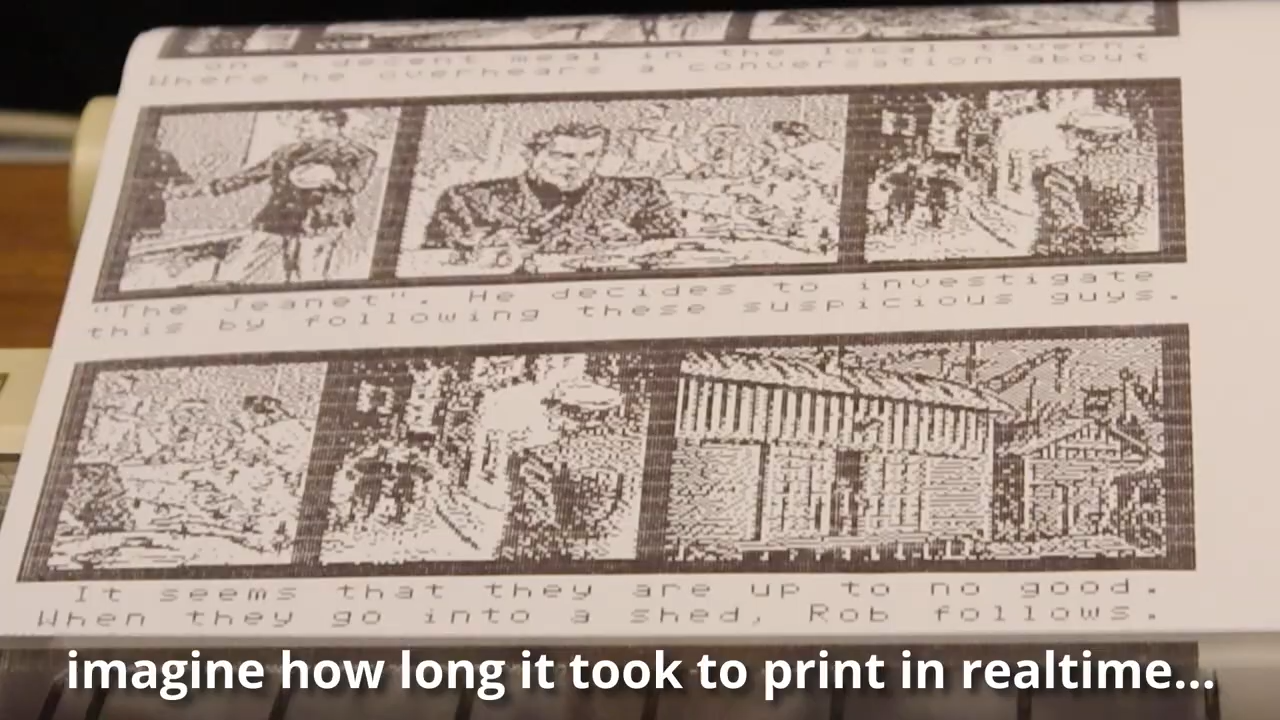 on a decent meal in the local tavern.
Where he overhears a conversation about
"The Jeanet". He decides to investigate
this by following these suspicious guys.
It seems that they are up to no good.
When they go into a shed, Rob follows.
imagine how long it took to print in realtime...